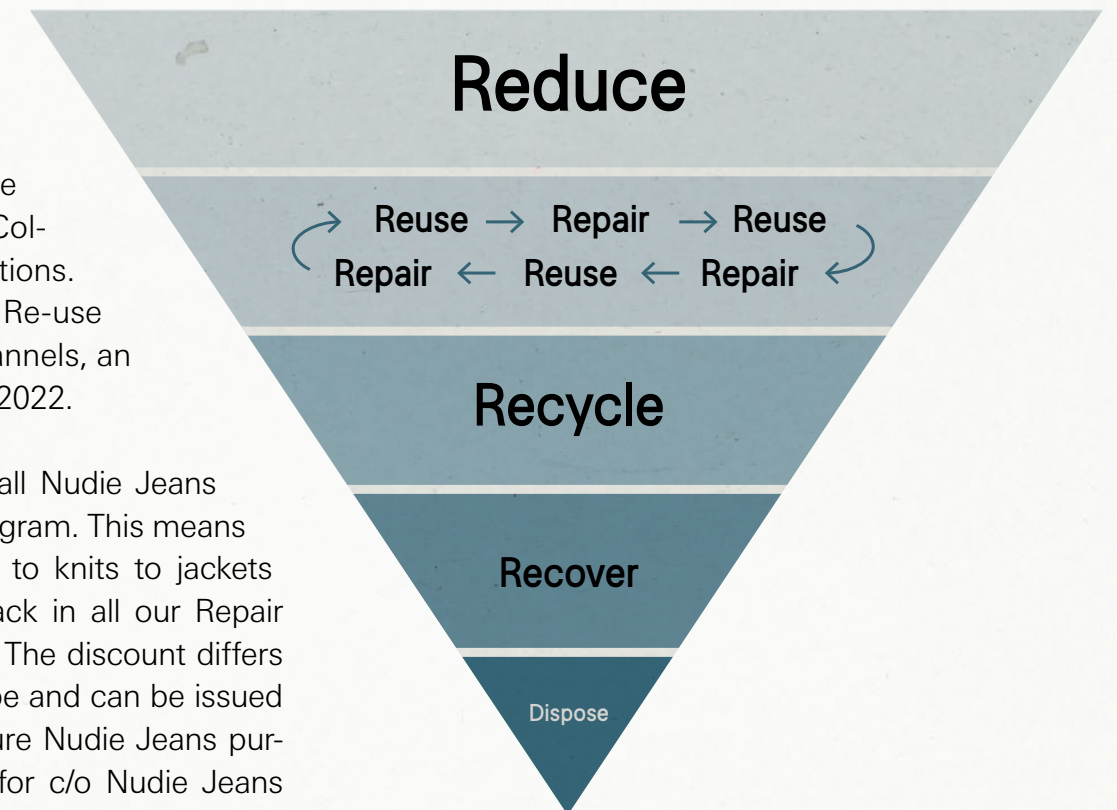 e
Col-
tions.
Re-use
annels, an
2022.
all Nudie Jeans
gram. This means
to knits to jackets
ack in all our Repair
The discount differs
pe and can be issued
ure Nudie Jeans pur-
for c/o Nudie Jeans
Reduce
Reuse → Repair → Reuse
Repair ← Reuse ← Repair
Recycle
Recover
Dispose